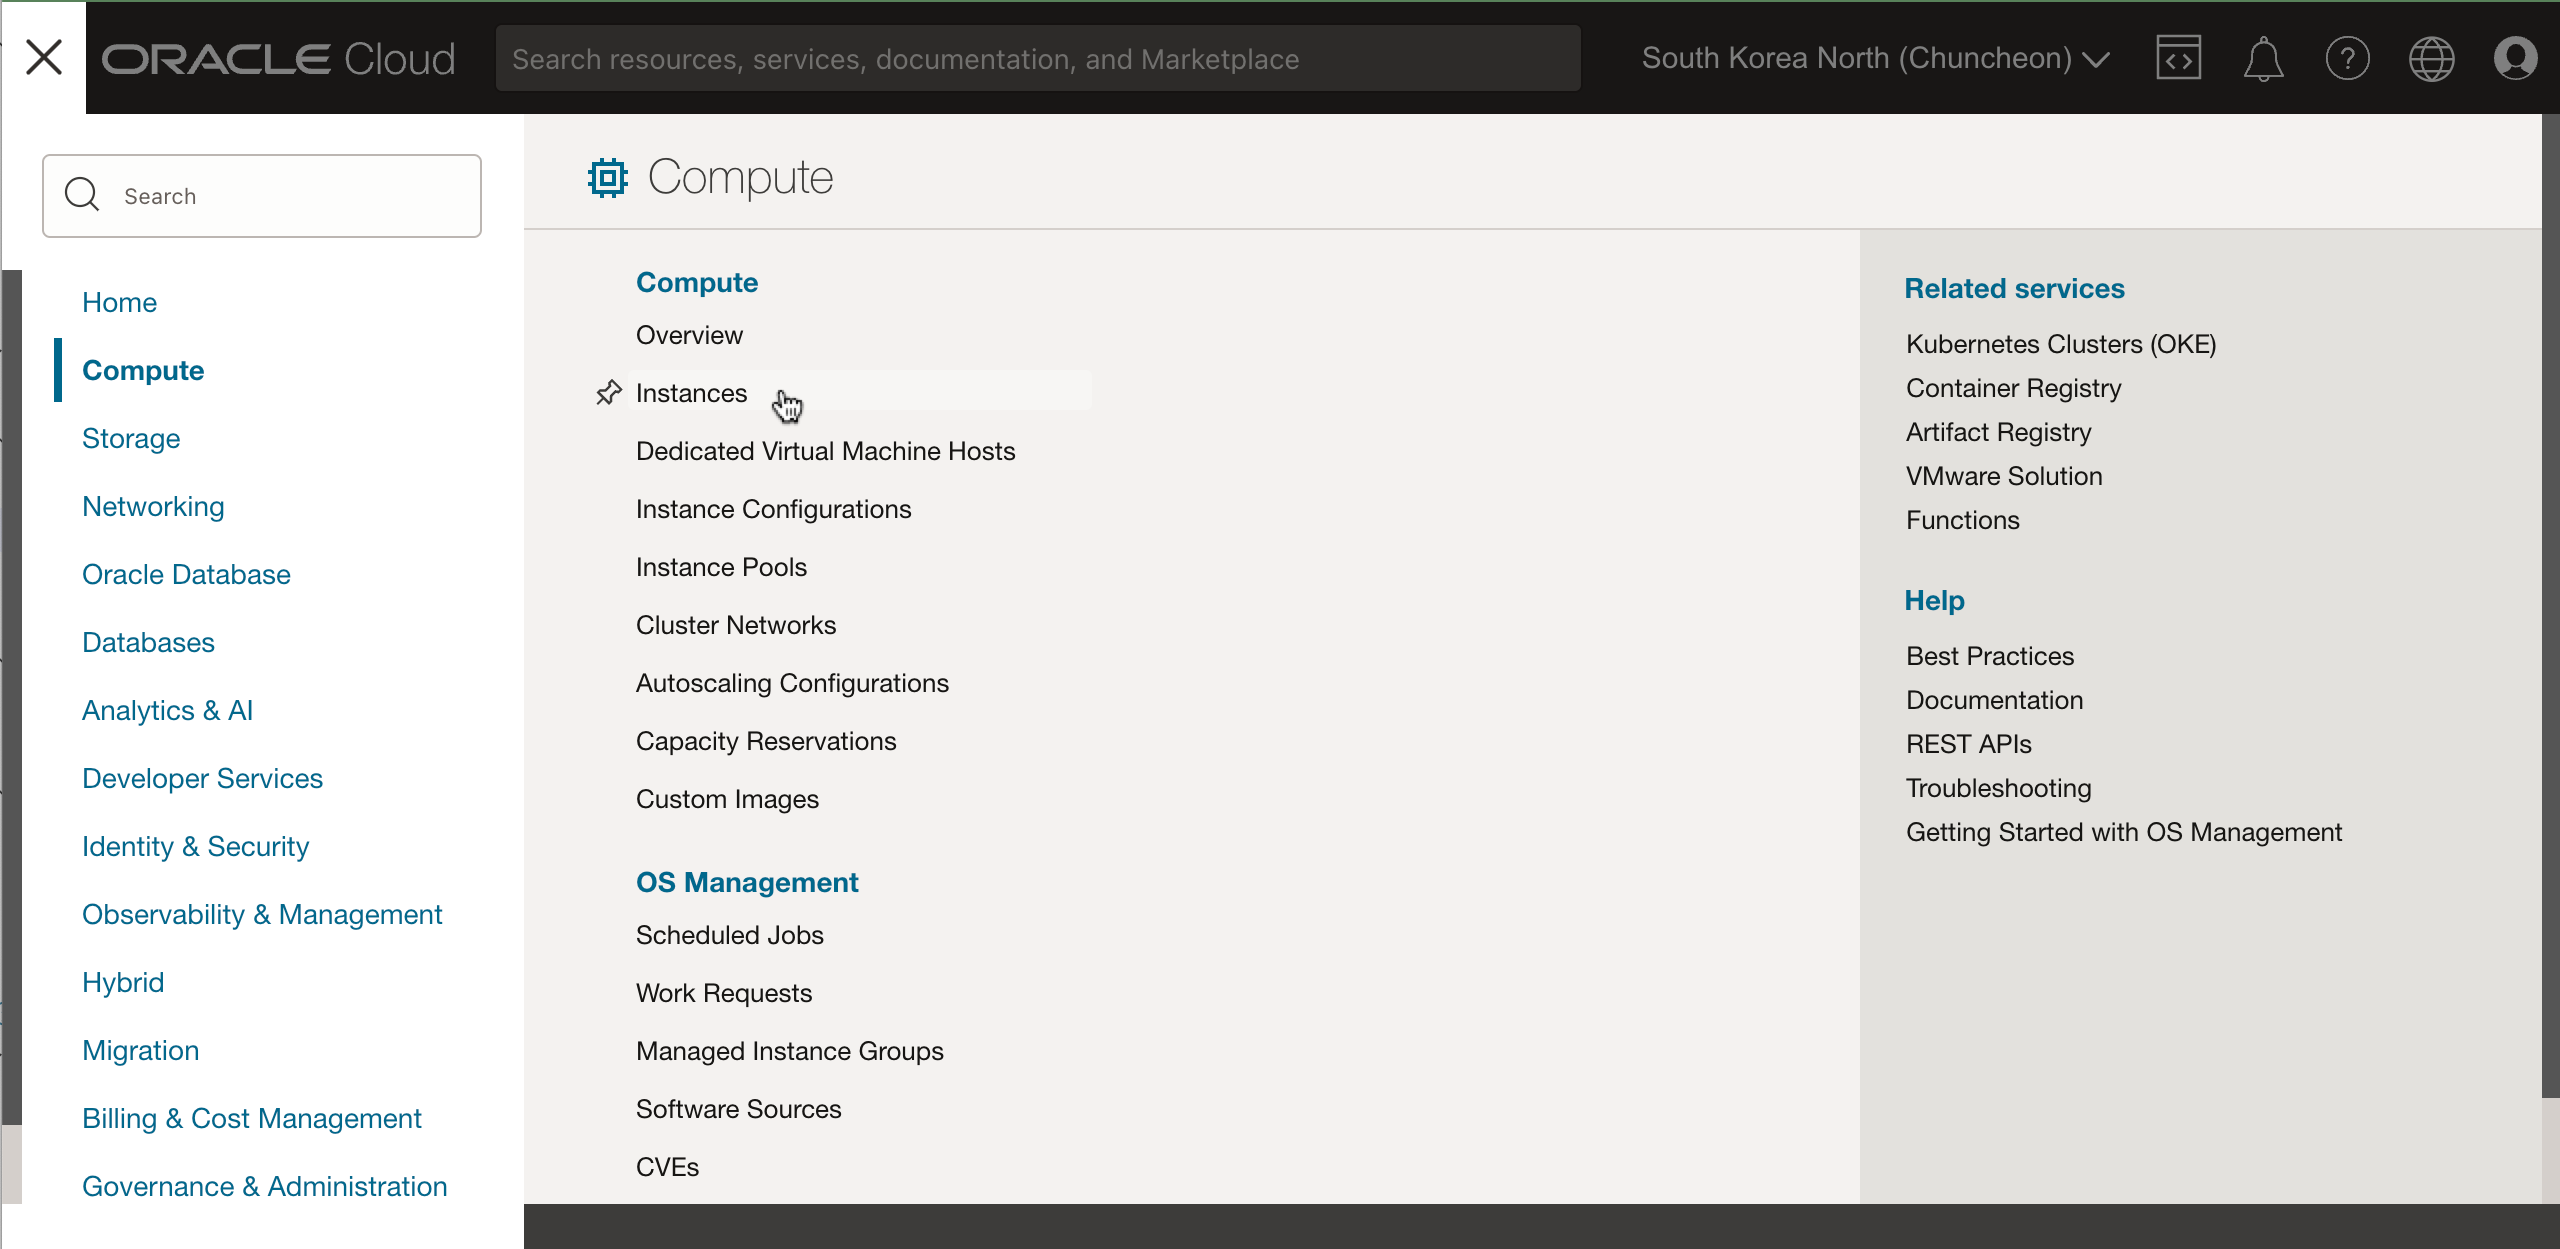 ORACLE Cloud
Search resources, services, documentation, and Marketplace
South Korea North (Chuncheon)
Search
Home
Compute
Storage
Networking
Oracle Database
Databases
Analytics & AI
Developer Services
Identity & Security
Observability & Management
Hybrid
Migration
Billing & Cost Management
Governance & Administration
Compute
Compute
Overview
Instances
Dedicated Virtual Machine Hosts
Instance Configurations
Instance Pools
Cluster Networks
Autoscaling Configurations
Capacity Reservations
Custom Images
OS Management
Scheduled Jobs
Work Requests
Managed Instance Groups
Software Sources
CVEs
Related services
Kubernetes Clusters (OKE)
Container Registry
Artifact Registry
VMware Solution
Functions
Help
Best Practices
Documentation
REST APIs
Troubleshooting
Getting Started with OS Management